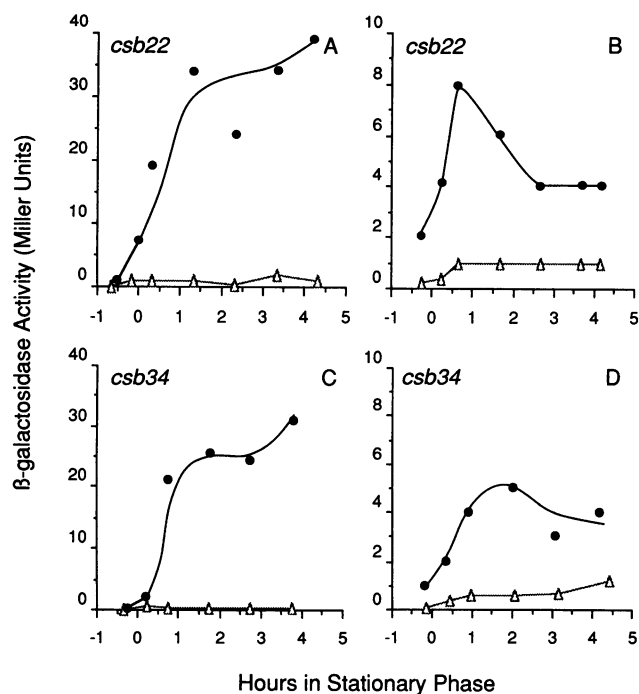 csb22 A
40
30
20
10
0
-1 0 1 2 3 4 5
csb22 B
10
8
6
4
2
0
-1 0 1 2 3 4 5
csb34 C
40
30
20
10
0
-1 0 1 2 3 4 5
csb34 D
10
8
6
4
2
0
-1 0 1 2 3 4 5
ß-galactosidase Activity (Miller Units)
Hours in Stationary Phase